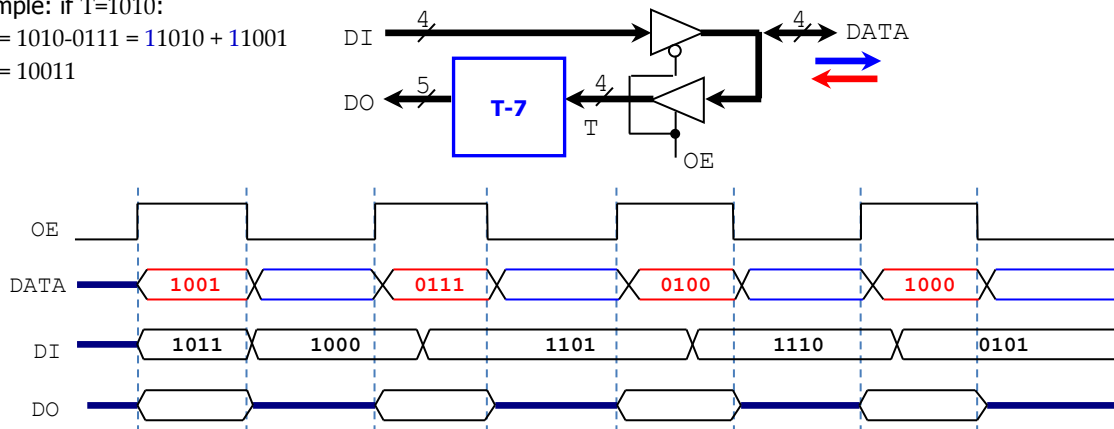 mple: if T=1010:
= 1010-0111 = 11010 + 11001
= 10011
DI
4
4
DATA
DO
5
T-7
4
T
OE
OE
DATA
1001
0111
0100
1000
DI
1011
1000
1101
1110
0101
DO